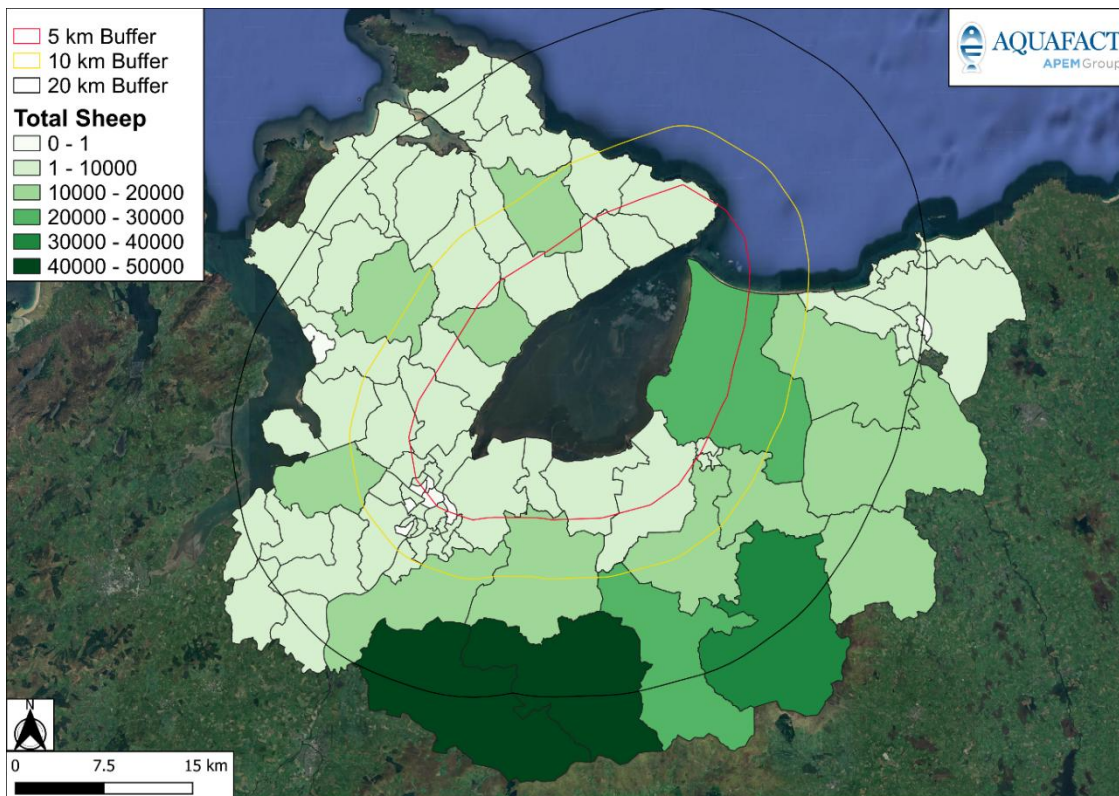 5 km Buffer
10 km Buffer
20 km Buffer
Total Sheep
0 - 1
1 - 10000
10000 - 20000
20000 - 30000
30000 - 40000
40000 - 50000
AQUAFACT
APEM Group
N
0 7.5 15 km